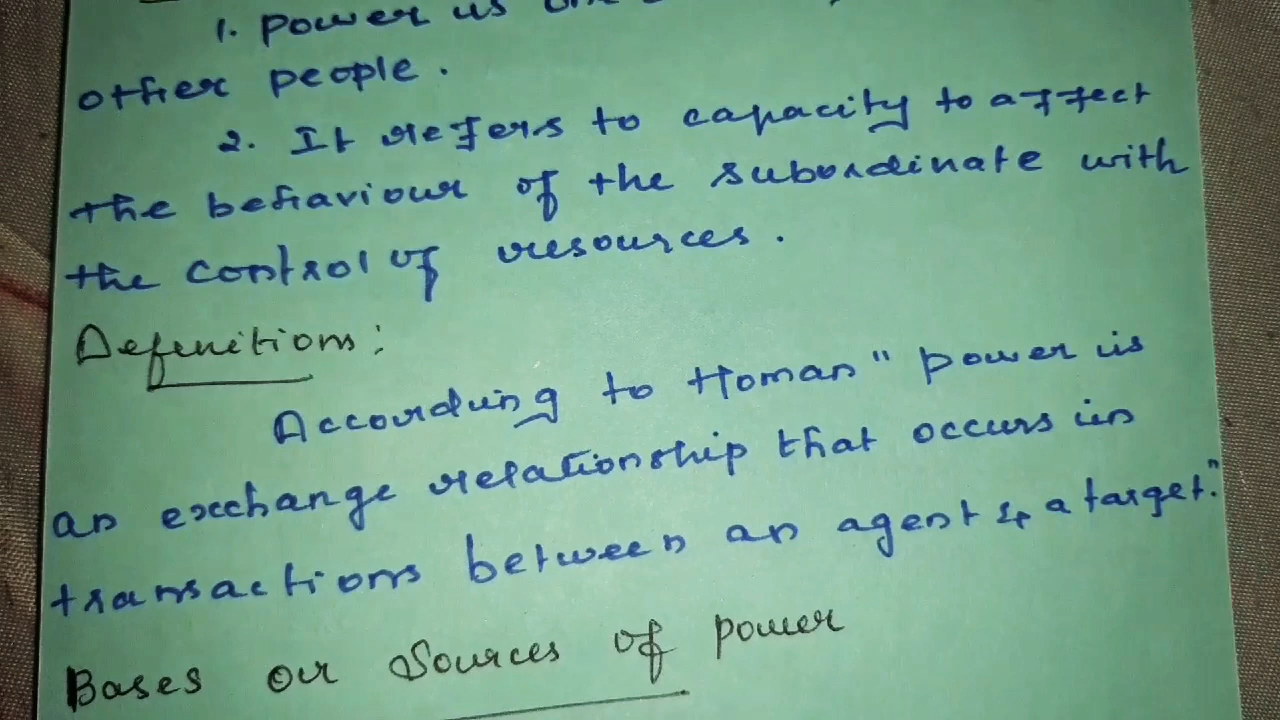 1. Power is
other people.
2. It refers to capacity to affect
the behaviour of the subordinate with
the control of resources.
Definitions:
According to Homan "power is
an exchange relationship that occurs in
transactions between an agent & a target."
Bases or Sources of power